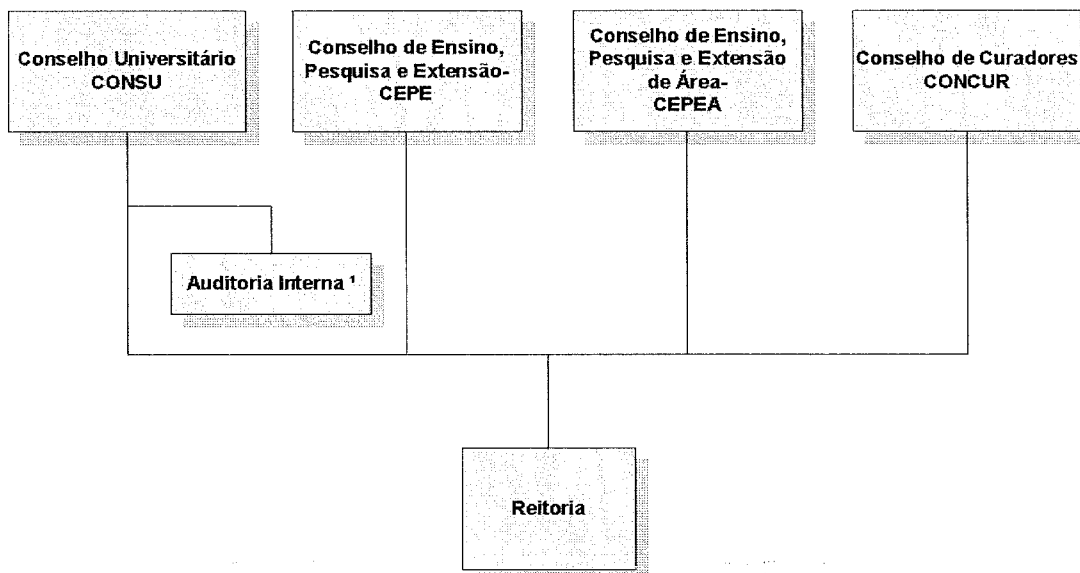 Conselho Universitário
CONSU
Conselho de Ensino,
Pesquisa e Extensão-
CEPE
Conselho de Ensino,
Pesquisa e Extensão
de Área-
CEPEA
Conselho de Curadores
CONCUR
Auditoria Interna ¹
Reitoria